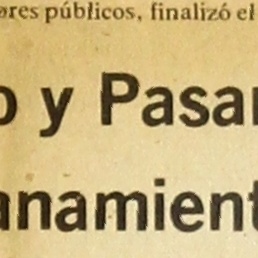 ores públicos, finalizó el
o y Pasar
anamient